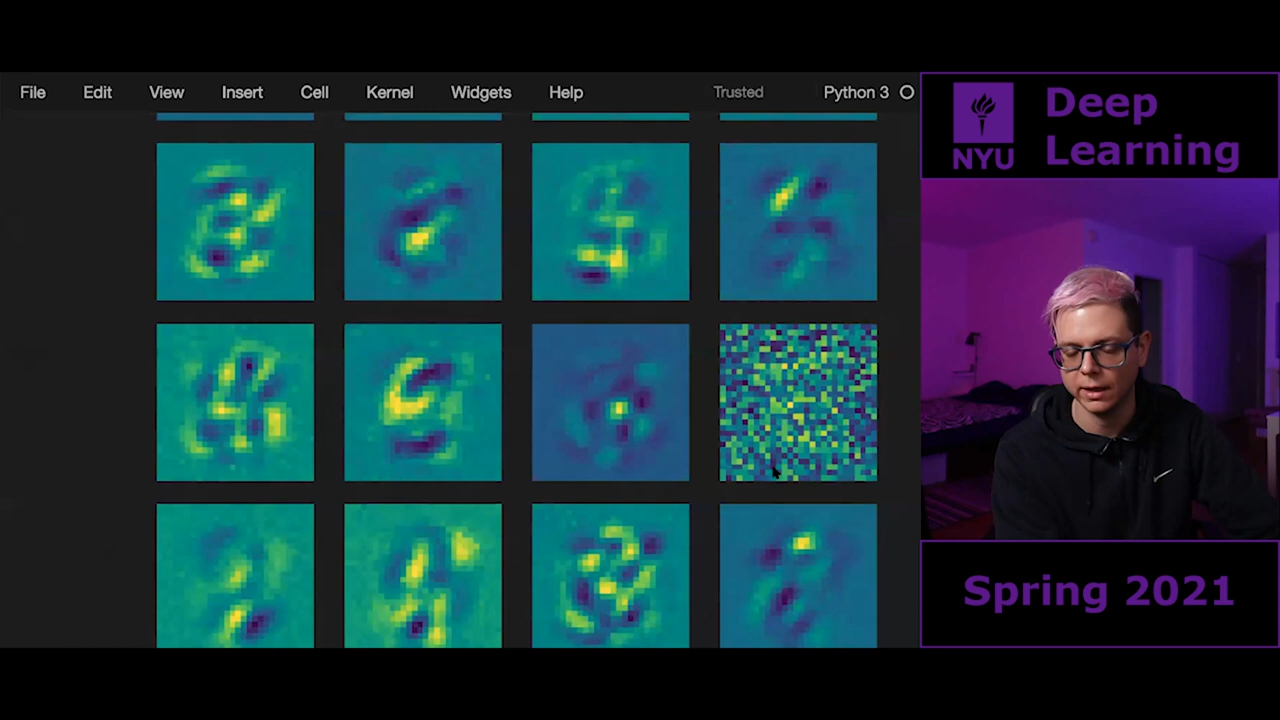 File Edit View Insert Cell Kernel Widgets Help Trusted Python 3
NYU
Deep
Learning
Spring 2021